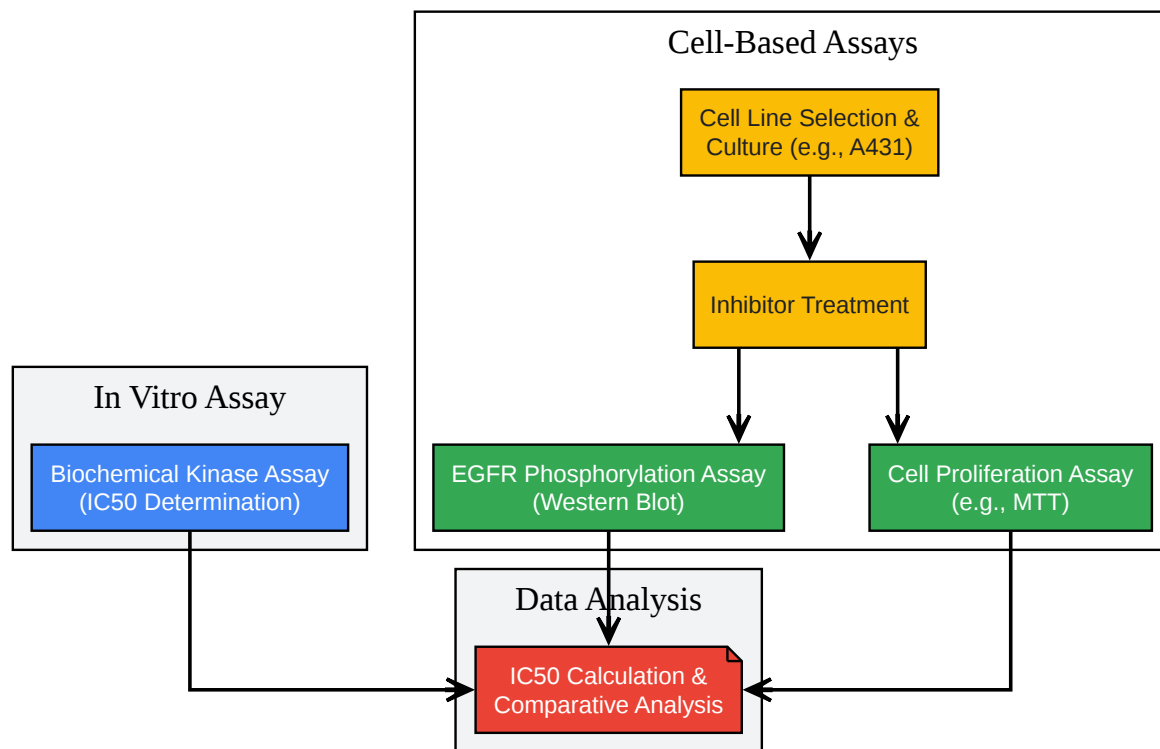 Cell-Based Assays
Cell Line Selection &
Culture (e.g., A431)
Inhibitor Treatment
In Vitro Assay
Biochemical Kinase Assay
(IC50 Determination)
EGFR Phosphorylation Assay
(Western Blot)
Cell Proliferation Assay
(e.g., MTT)
Data Analysis
IC50 Calculation &
Comparative Analysis